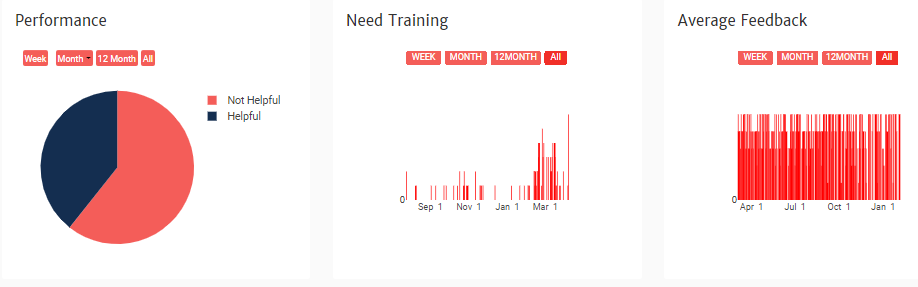 Performance
Week Month 12 Month All
Not Helpful
Helpful
Need Training
WEEK MONTH 12MONTH All
0
Sep 1 Nov 1 Jan 1 Mar 1
Average Feedback
WEEK MONTH 12MONTH All
0
Apr 1 Jul 1 Oct 1 Jan 1